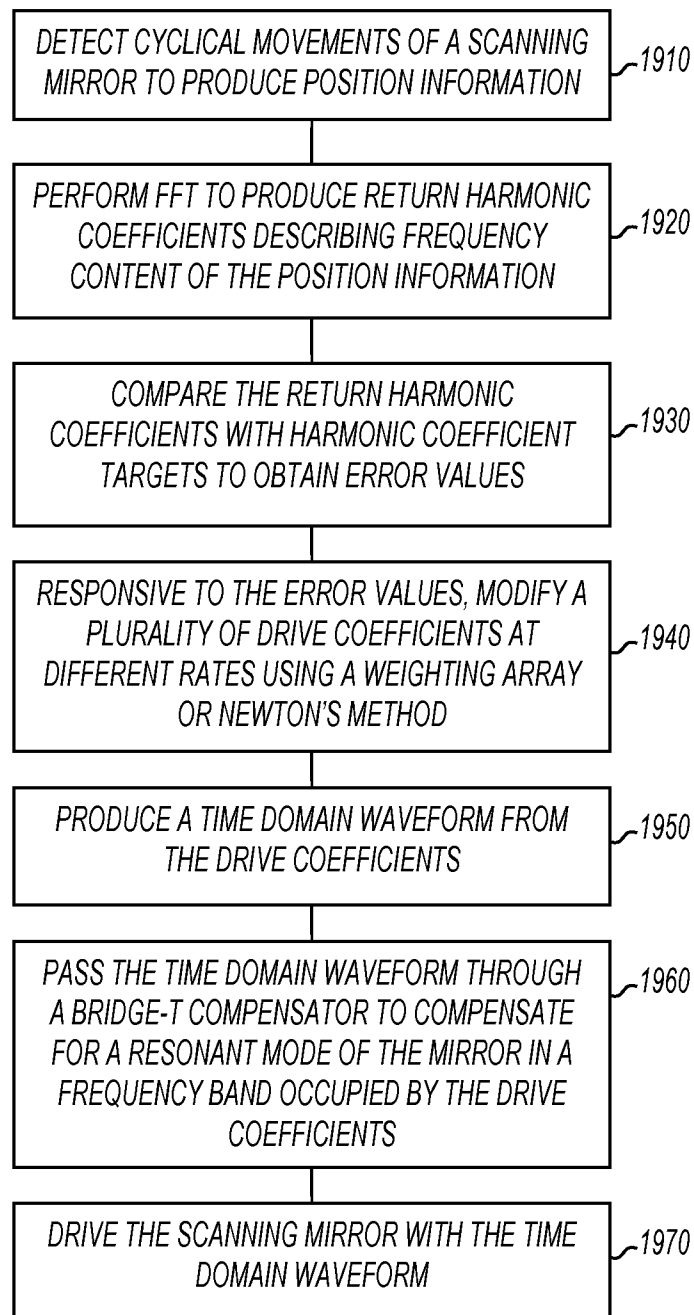 DETECT CYCLICAL MOVEMENTS OF A SCANNING
MIRROR TO PRODUCE POSITION INFORMATION
1910
PERFORM FFT TO PRODUCE RETURN HARMONIC
COEFFICIENTS DESCRIBING FREQUENCY
CONTENT OF THE POSITION INFORMATION
1920
COMPARE THE RETURN HARMONIC
COEFFICIENTS WITH HARMONIC COEFFICIENT
TARGETS TO OBTAIN ERROR VALUES
1930
RESPONSIVE TO THE ERROR VALUES, MODIFY A
PLURALITY OF DRIVE COEFFICIENTS AT
DIFFERENT RATES USING A WEIGHTING ARRAY
OR NEWTON'S METHOD
1940
PRODUCE A TIME DOMAIN WAVEFORM FROM
THE DRIVE COEFFICIENTS
1950
PASS THE TIME DOMAIN WAVEFORM THROUGH
A BRIDGE-T COMPENSATOR TO COMPENSATE
FOR A RESONANT MODE OF THE MIRROR IN A
FREQUENCY BAND OCCUPIED BY THE DRIVE
COEFFICIENTS
1960
DRIVE THE SCANNING MIRROR WITH THE TIME
DOMAIN WAVEFORM
1970